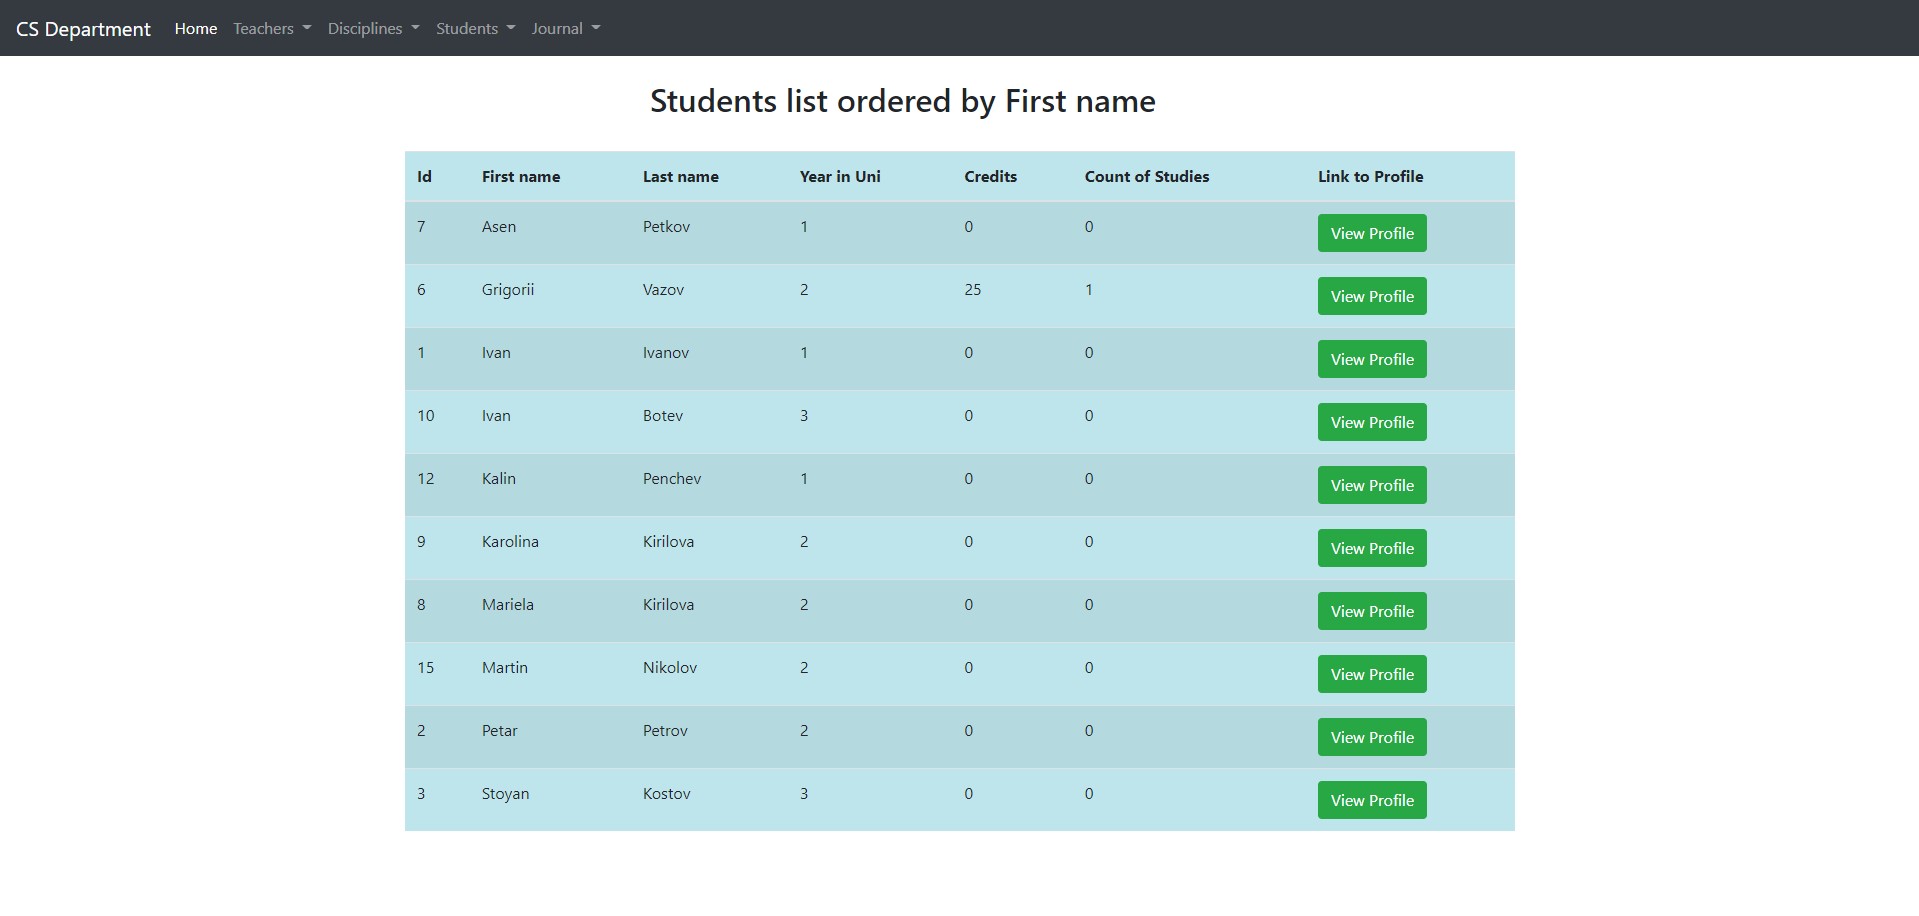 CS Department Home Teachers Disciplines Students Journal
Students list ordered by First name
Id First name Last name Year in Uni Credits Count of Studies Link to Profile
7 Asen Petkov 1 0 0 View Profile
6 Grigorii Vazov 2 25 1 View Profile
1 Ivan Ivanov 1 0 0 View Profile
10 Ivan Botev 3 0 0 View Profile
12 Kalin Penchev 1 0 0 View Profile
9 Karolina Kirilova 2 0 0 View Profile
8 Mariela Kirilova 2 0 0 View Profile
15 Martin Nikolov 2 0 0 View Profile
2 Petar Petrov 2 0 0 View Profile
3 Stoyan Kostov 3 0 0 View Profile